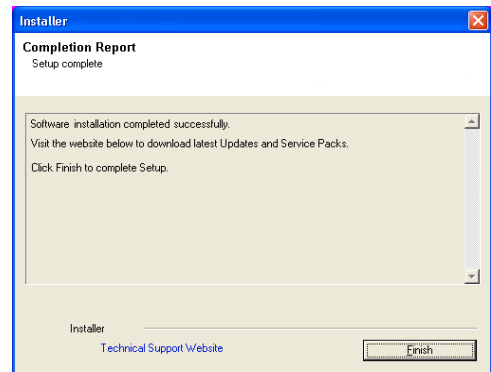 Installer
Completion Report
Setup complete
Software installation completed successfully.
Visit the website below to download latest Updates and Service Packs.
Click Finish to complete Setup.
Installer
Technical Support Website
Finish